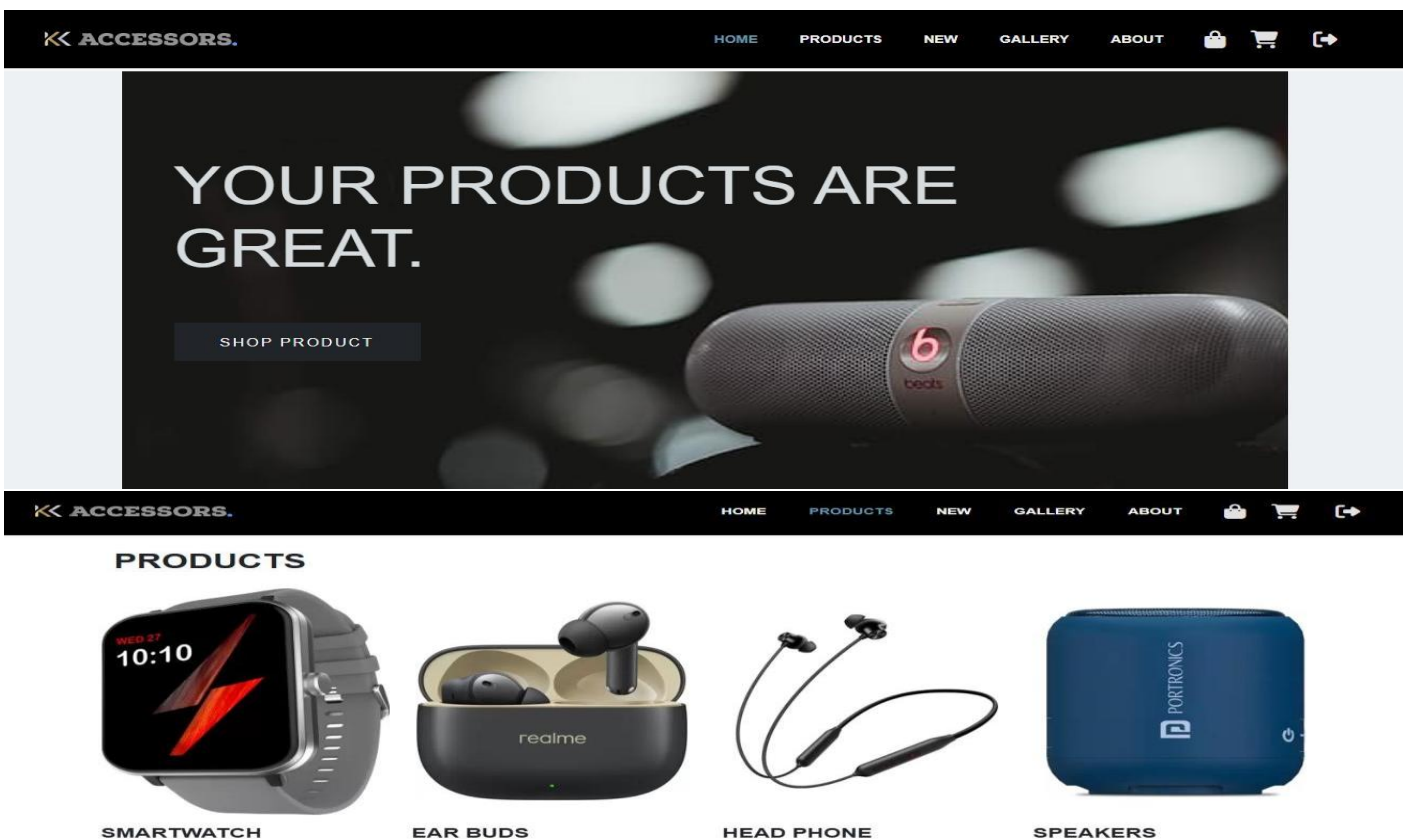 K ACCESSORS.
HOME PRODUCTS NEW GALLERY ABOUT
YOUR PRODUCTS ARE
GREAT.
SHOP PRODUCT
b
beats
K ACCESSORS.
HOME PRODUCTS NEW GALLERY ABOUT
PRODUCTS
WED 27
10:10
realme
PORTRONICS
SMARTWATCH EAR BUDS HEAD PHONE SPEAKERS